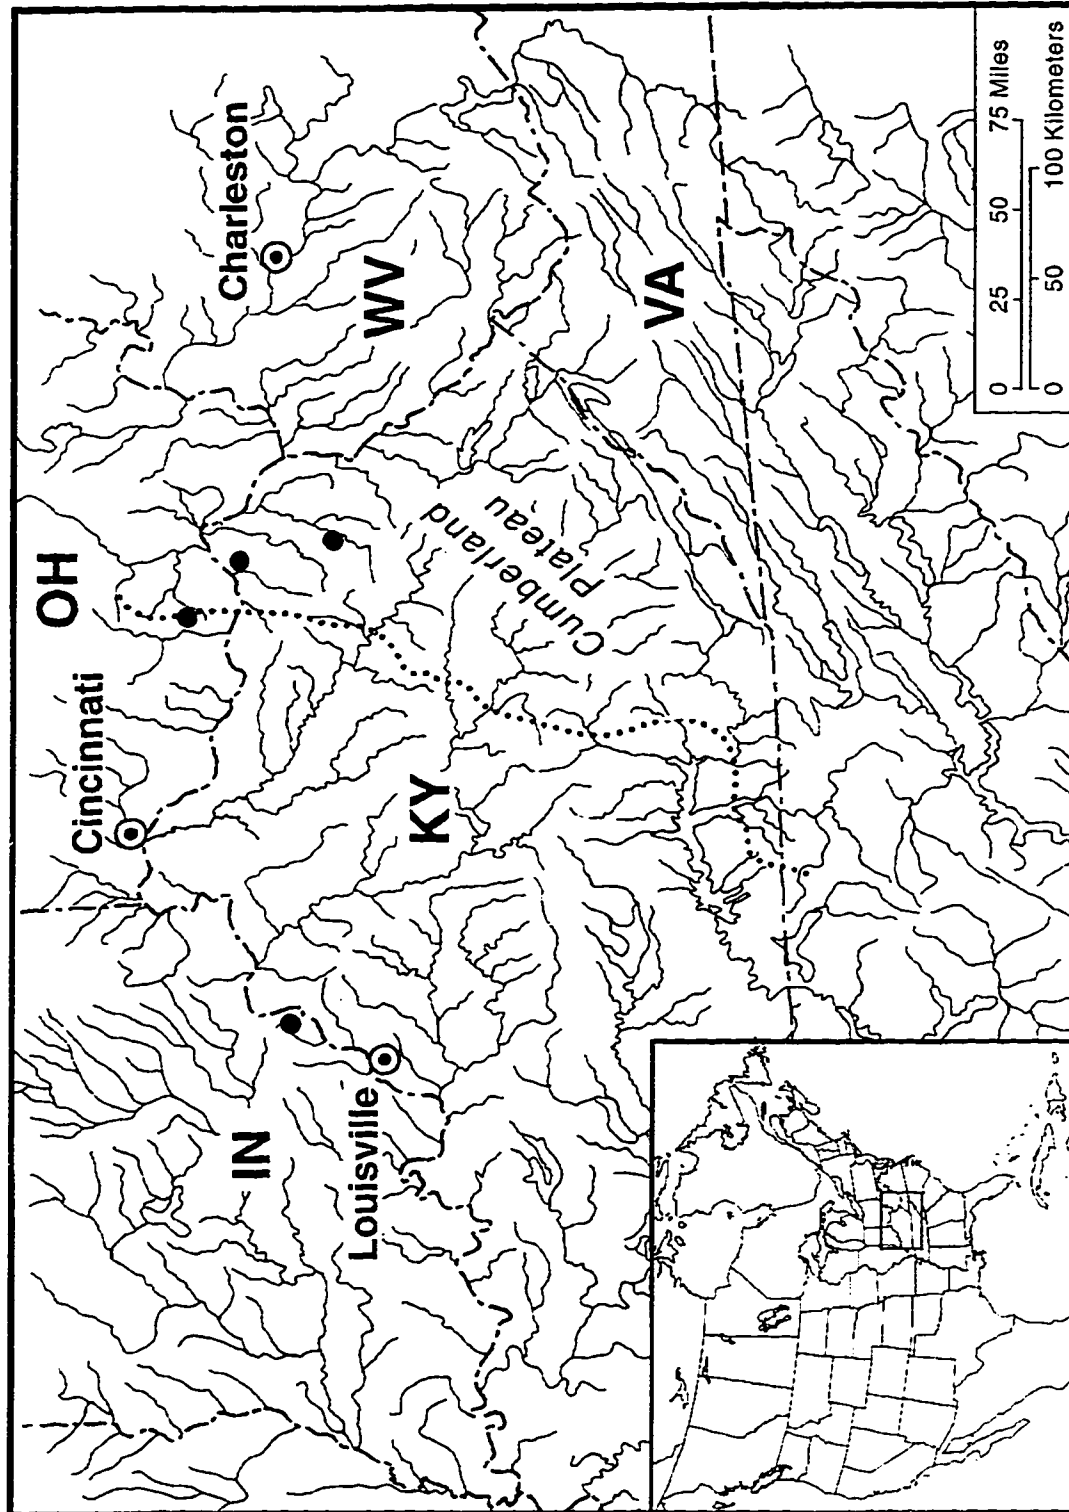 OH
Cincinnati
Charleston
IN
WV
Louisville
KY
Cumberland
Plateau
VA
0 25 50 75 Miles
0 50 100 Kilometers